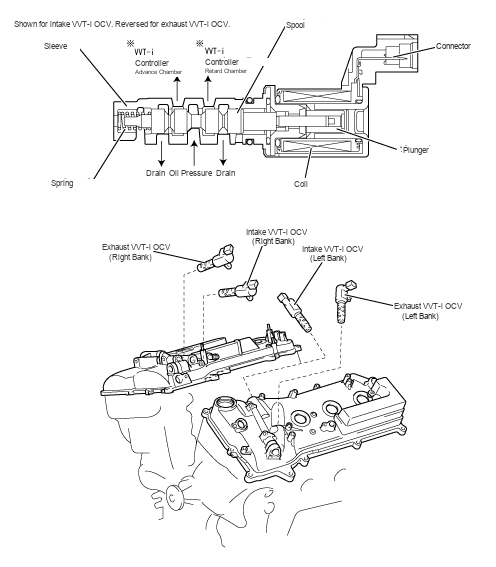 Shown for Intake VVT-i OCV. Reversed for exhaust VVT-i OCV.
Spool
Sleeve
※
VVT-i
Controller
Advance Chamber
※
VVT-i
Controller
Retard Chamber
Connector
Drain Oil Pressure Drain
※Plunger
Spring
Coil
Exhaust VVT-i OCV
(Right Bank)
Intake VVT-i OCV
(Right Bank)
Intake VVT-i OCV
(Left Bank)
Exhaust VVT-i OCV
(Left Bank)